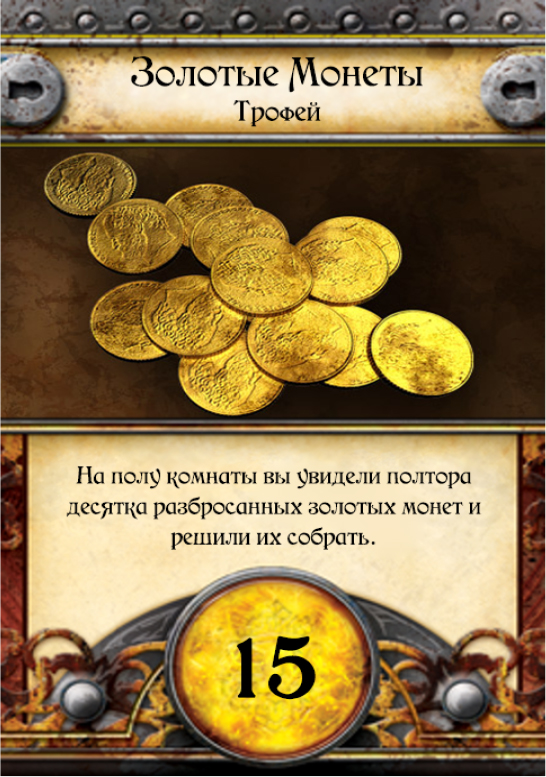 Золотые Монеты
Трофей
На полу комнаты вы увидели полтора
десятка разбросанных золотых монет и
решили их собрать.
15